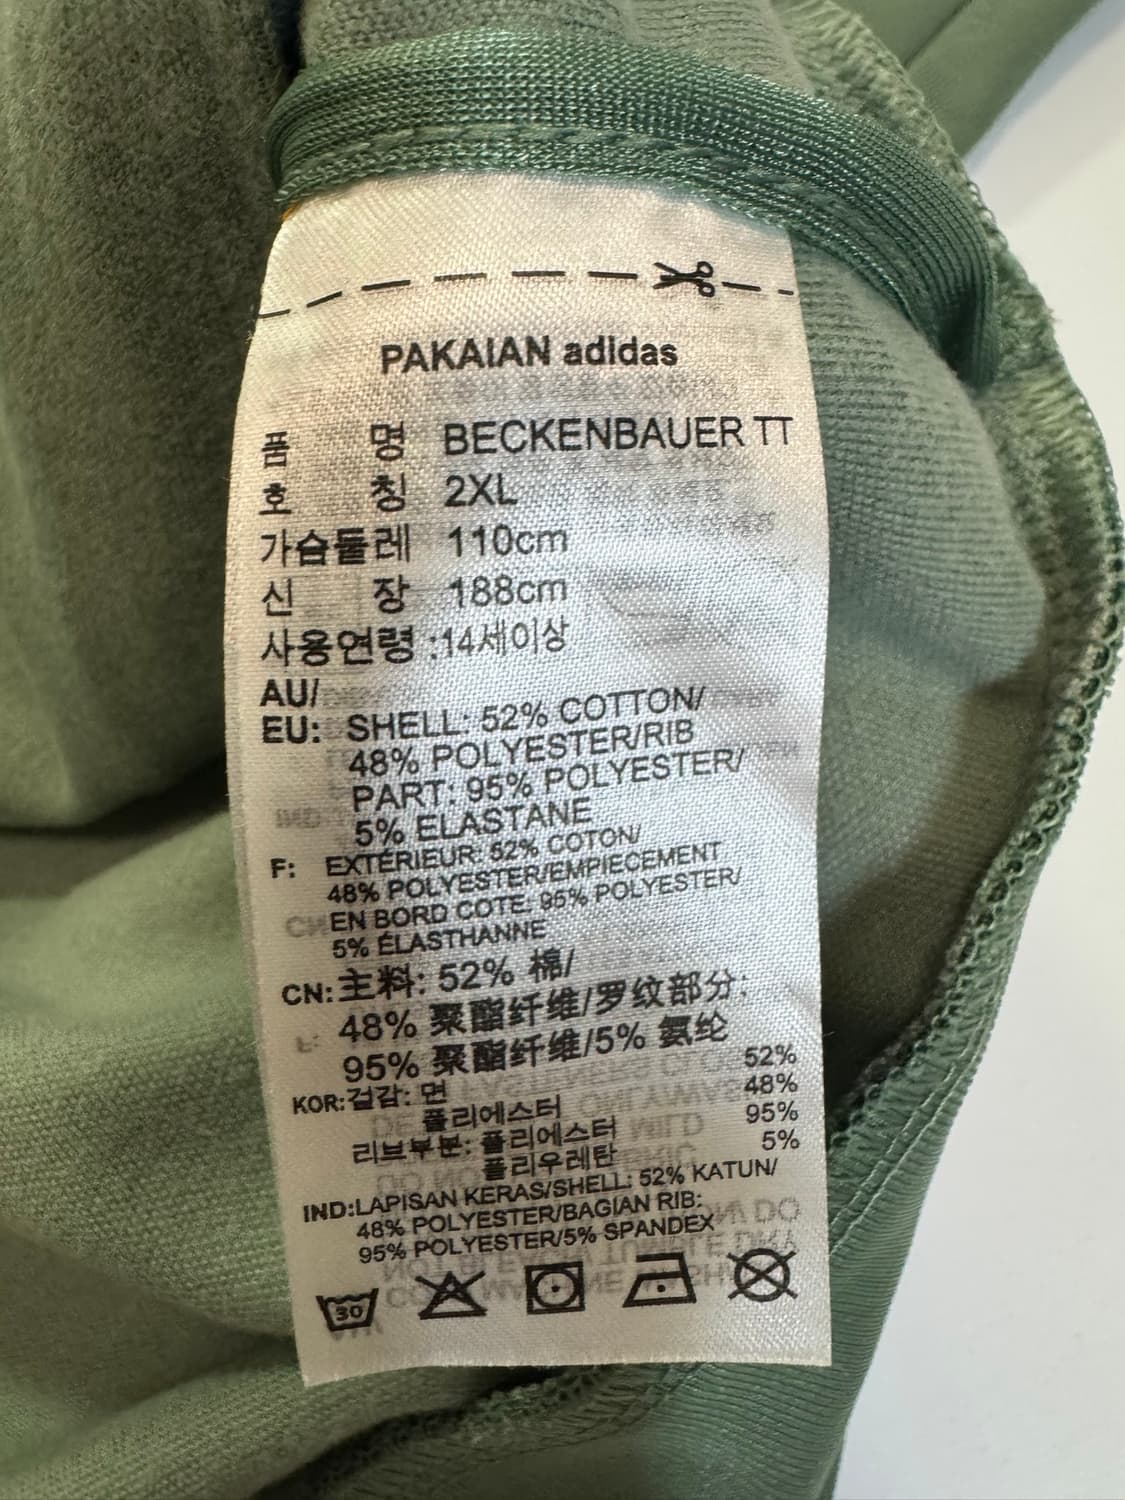 PAKAIAN adidas
품 명 BECKENBAUER TT
호 칭 2XL
가슴둘레 110cm
신 장 188cm
사용연령 :14세이상
AU/
EU: SHELL: 52% COTTON/
48% POLYESTER/RIB
PART: 95% POLYESTER/
5% ELASTANE
F: EXTÉRIEUR: 52% COTON/
48% POLYESTER/EMPIECEMENT
EN BORD COTE: 95% POLYESTER/
5% ÉLASTHANNE
CN:主料: 52% 棉/
48% 聚酯纤维/罗纹部分:
95% 聚酯纤维/5% 氨纶
KOR:겉감: 면 52%
폴리에스터 48%
리브부분: 폴리에스터 95%
폴리우레탄 5%
IND:LAPISAN KERAS/SHELL: 52% KATUN/
48% POLYESTER/BAGIAN RIB:
95% POLYESTER/5% SPANDEX
30